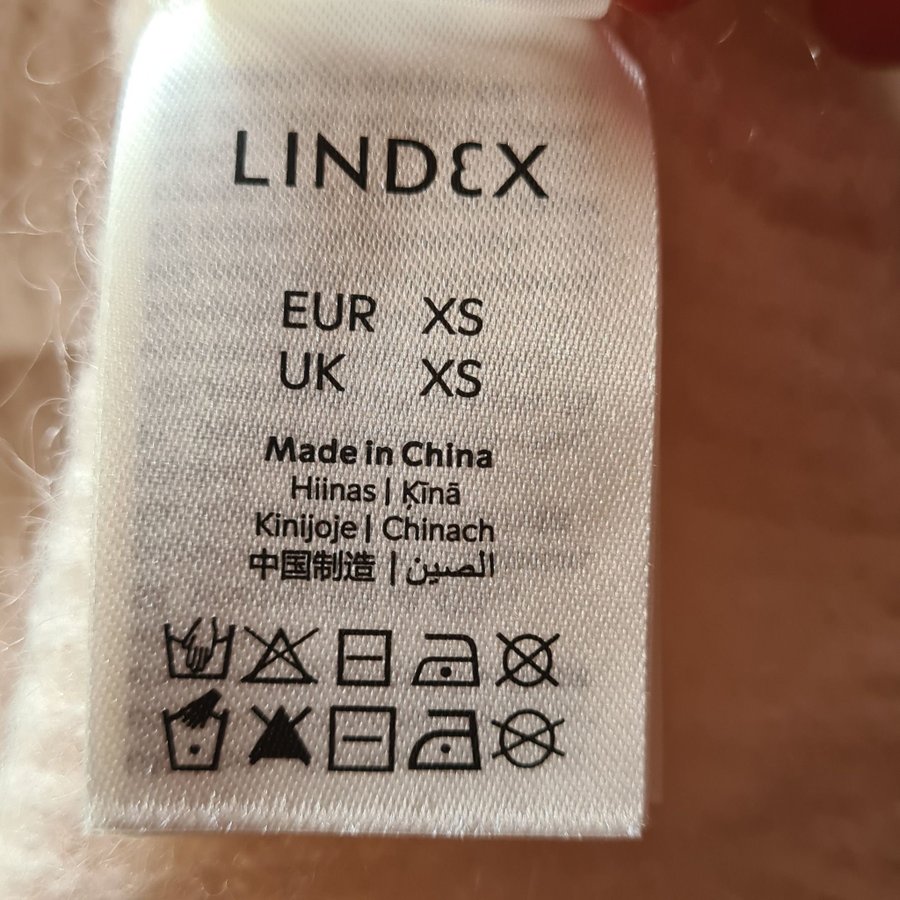 LINDEX
EUR XS
UK XS
Made in China
Hiinas | Ķīnā
Kinijoje | Chinach
中国制造 | الصين